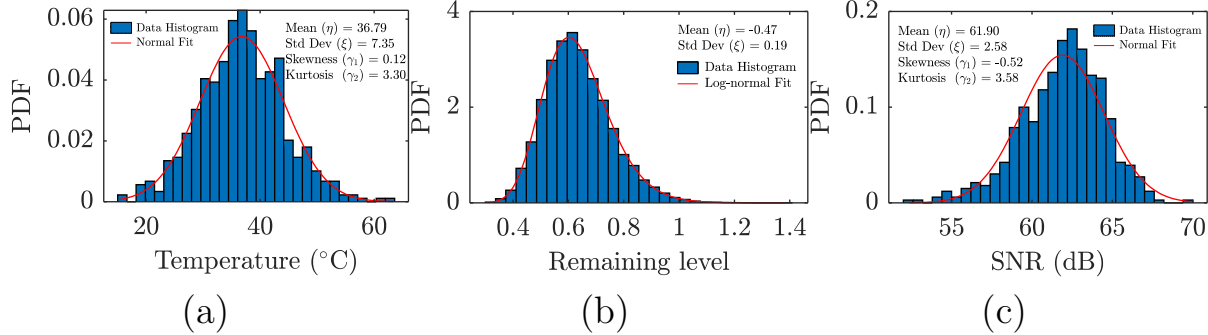 0.06
0.04
0.02
0
PDF
20
40
60
Temperature (°C)
Data Histogram
Normal Fit
Mean (η) = 36.79
Std Dev (ξ) = 7.35
Skewness (γ₁) = 0.12
Kurtosis (γ₂) = 3.30
(a)
4
2
0
PDF
0.4
0.6
0.8
1
1.2
1.4
Remaining level
Mean (η) = -0.47
Std Dev (ξ) = 0.19
Data Histogram
Log-normal Fit
(b)
0.2
0.1
0
PDF
55
60
65
70
SNR (dB)
Mean (η) = 61.90
Std Dev (ξ) = 2.58
Skewness (γ₁) = -0.52
Kurtosis (γ₂) = 3.58
Data Histogram
Normal Fit
(c)